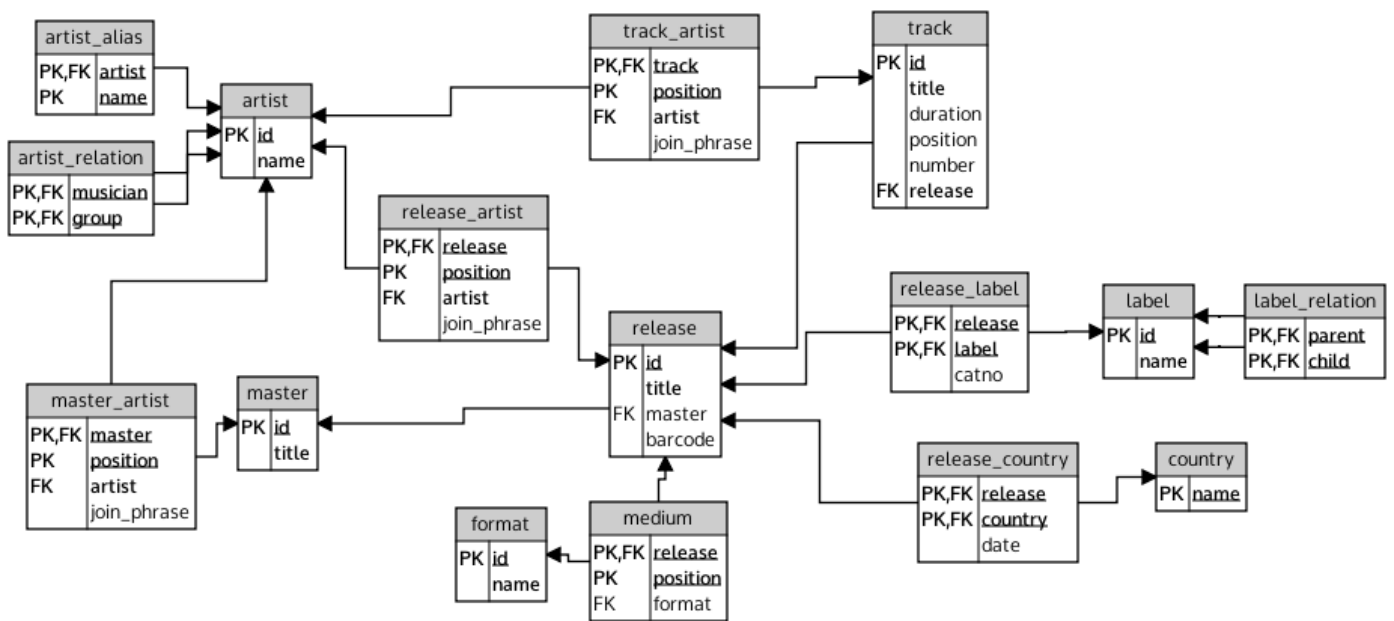 artist_alias
PK,FK artist
PK name
artist
PK id
name
artist_relation
PK,FK musician
PK,FK group
track_artist
PK,FK track
PK position
FK artist
join_phrase
track
PK id
title
duration
position
number
FK release
release_artist
PK,FK release
PK position
FK artist
join_phrase
release
PK id
title
FK master
barcode
release_label
PK,FK release
PK,FK label
catno
label
PK id
name
label_relation
PK,FK parent
PK,FK child
master_artist
PK,FK master
PK position
FK artist
join_phrase
master
PK id
title
format
PK id
name
medium
PK,FK release
PK position
FK format
release_country
PK,FK release
PK,FK country
date
country
PK name